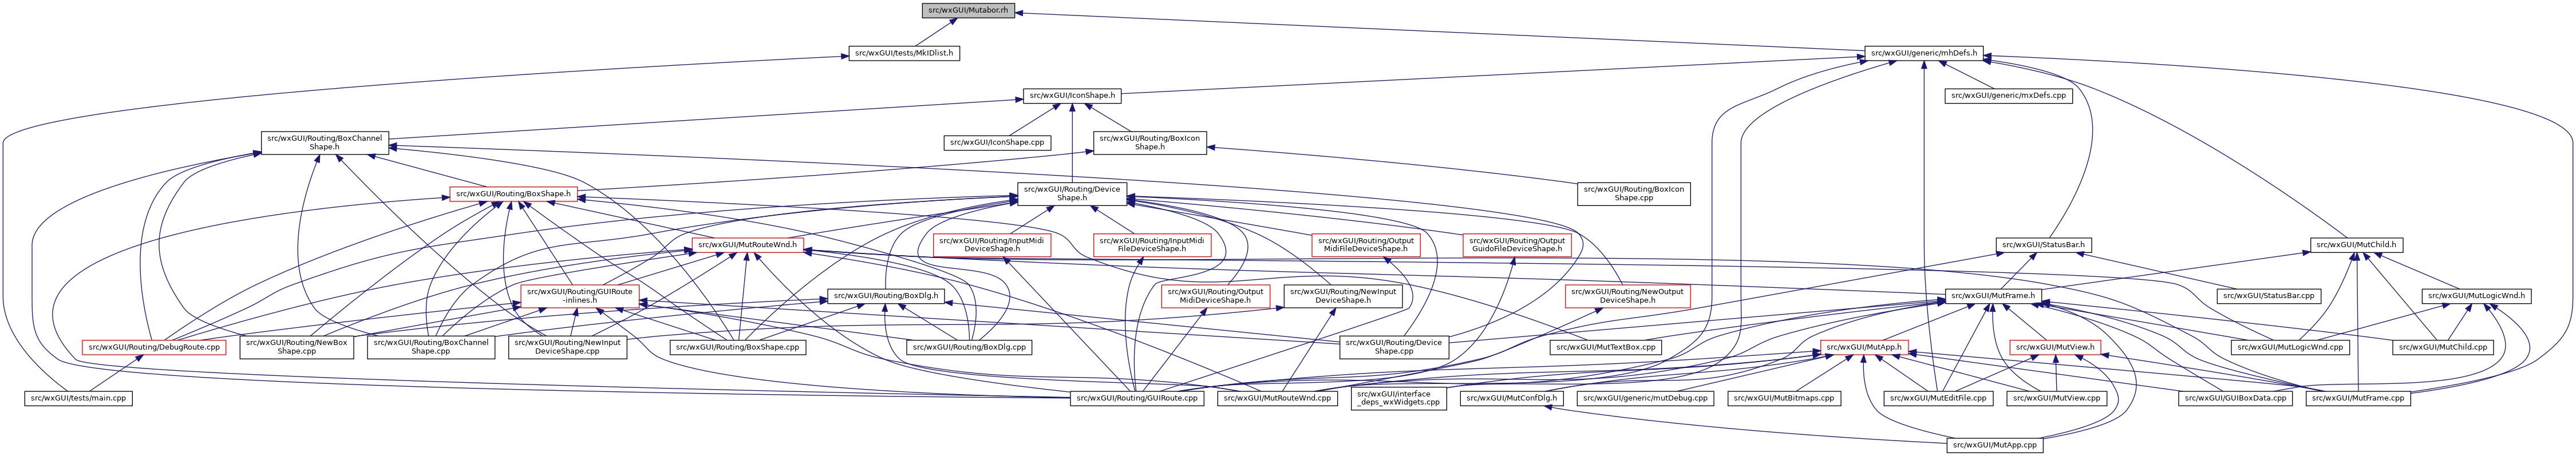 src/wxGUI/Mutabor.rh
src/wxGUI/tests/MkIDlist.h
src/wxGUI/generic/mhDefs.h
src/wxGUI/IconShape.h
src/wxGUI/generic/mxDefs.cpp
src/wxGUI/Routing/BoxChannel
Shape.h
src/wxGUI/IconShape.cpp
src/wxGUI/Routing/BoxIcon
Shape.h
src/wxGUI/Routing/BoxShape.h
src/wxGUI/Routing/Device
Shape.h
src/wxGUI/Routing/BoxIcon
Shape.cpp
src/wxGUI/MutRouteWnd.h
src/wxGUI/Routing/InputMidi
DeviceShape.h
src/wxGUI/Routing/InputMidi
FileDeviceShape.h
src/wxGUI/Routing/Output
MidiFileDeviceShape.h
src/wxGUI/Routing/Output
GuidoFileDeviceShape.h
src/wxGUI/StatusBar.h
src/wxGUI/MutChild.h
src/wxGUI/Routing/GUIRoute
-inlines.h
src/wxGUI/Routing/BoxDlg.h
src/wxGUI/Routing/Output
MidiDeviceShape.h
src/wxGUI/Routing/NewInput
DeviceShape.h
src/wxGUI/Routing/NewOutput
DeviceShape.h
src/wxGUI/MutFrame.h
src/wxGUI/StatusBar.cpp
src/wxGUI/MutLogicWnd.h
src/wxGUI/Routing/DebugRoute.cpp
src/wxGUI/Routing/NewBox
Shape.cpp
src/wxGUI/Routing/BoxChannel
Shape.cpp
src/wxGUI/Routing/NewInput
DeviceShape.cpp
src/wxGUI/Routing/BoxShape.cpp
src/wxGUI/Routing/BoxDlg.cpp
src/wxGUI/Routing/Device
Shape.cpp
src/wxGUI/MutTextBox.cpp
src/wxGUI/MutApp.h
src/wxGUI/MutView.h
src/wxGUI/MutLogicWnd.cpp
src/wxGUI/MutChild.cpp
src/wxGUI/tests/main.cpp
src/wxGUI/Routing/GUIRoute.cpp
src/wxGUI/MutRouteWnd.cpp
src/wxGUI/interface
_deps_wxWidgets.cpp
src/wxGUI/MutConfDlg.h
src/wxGUI/generic/mutDebug.cpp
src/wxGUI/MutBitmaps.cpp
src/wxGUI/MutEditFile.cpp
src/wxGUI/MutView.cpp
src/wxGUI/GUIBoxData.cpp
src/wxGUI/MutFrame.cpp
src/wxGUI/MutApp.cpp